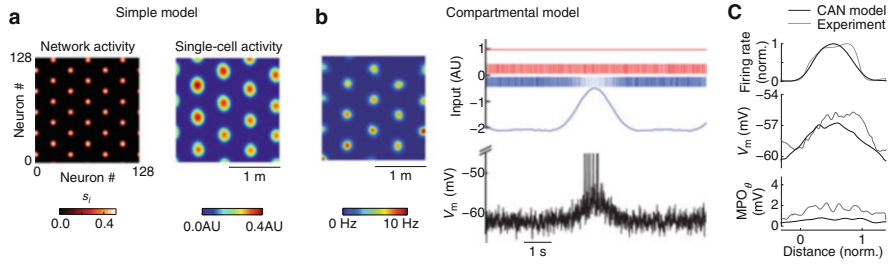 Simple model
Compartmental model
a
b
C
Network activity
Single-cell activity
128
Neuron #
0
0
128
Neuron #
1 m
s_i
0.0
0.4
0.0AU
0.4AU
1 m
0 Hz
10 Hz
Input (AU)
1
0
−1
−2
V_m (mV)
−50
−60
1 s
CAN model
Experiment
Firing rate
(norm.)
1
0
−54
−57
−60
V_m (mV)
MPO_θ
(mV)
4
2
0
0
1
Distance (norm.)